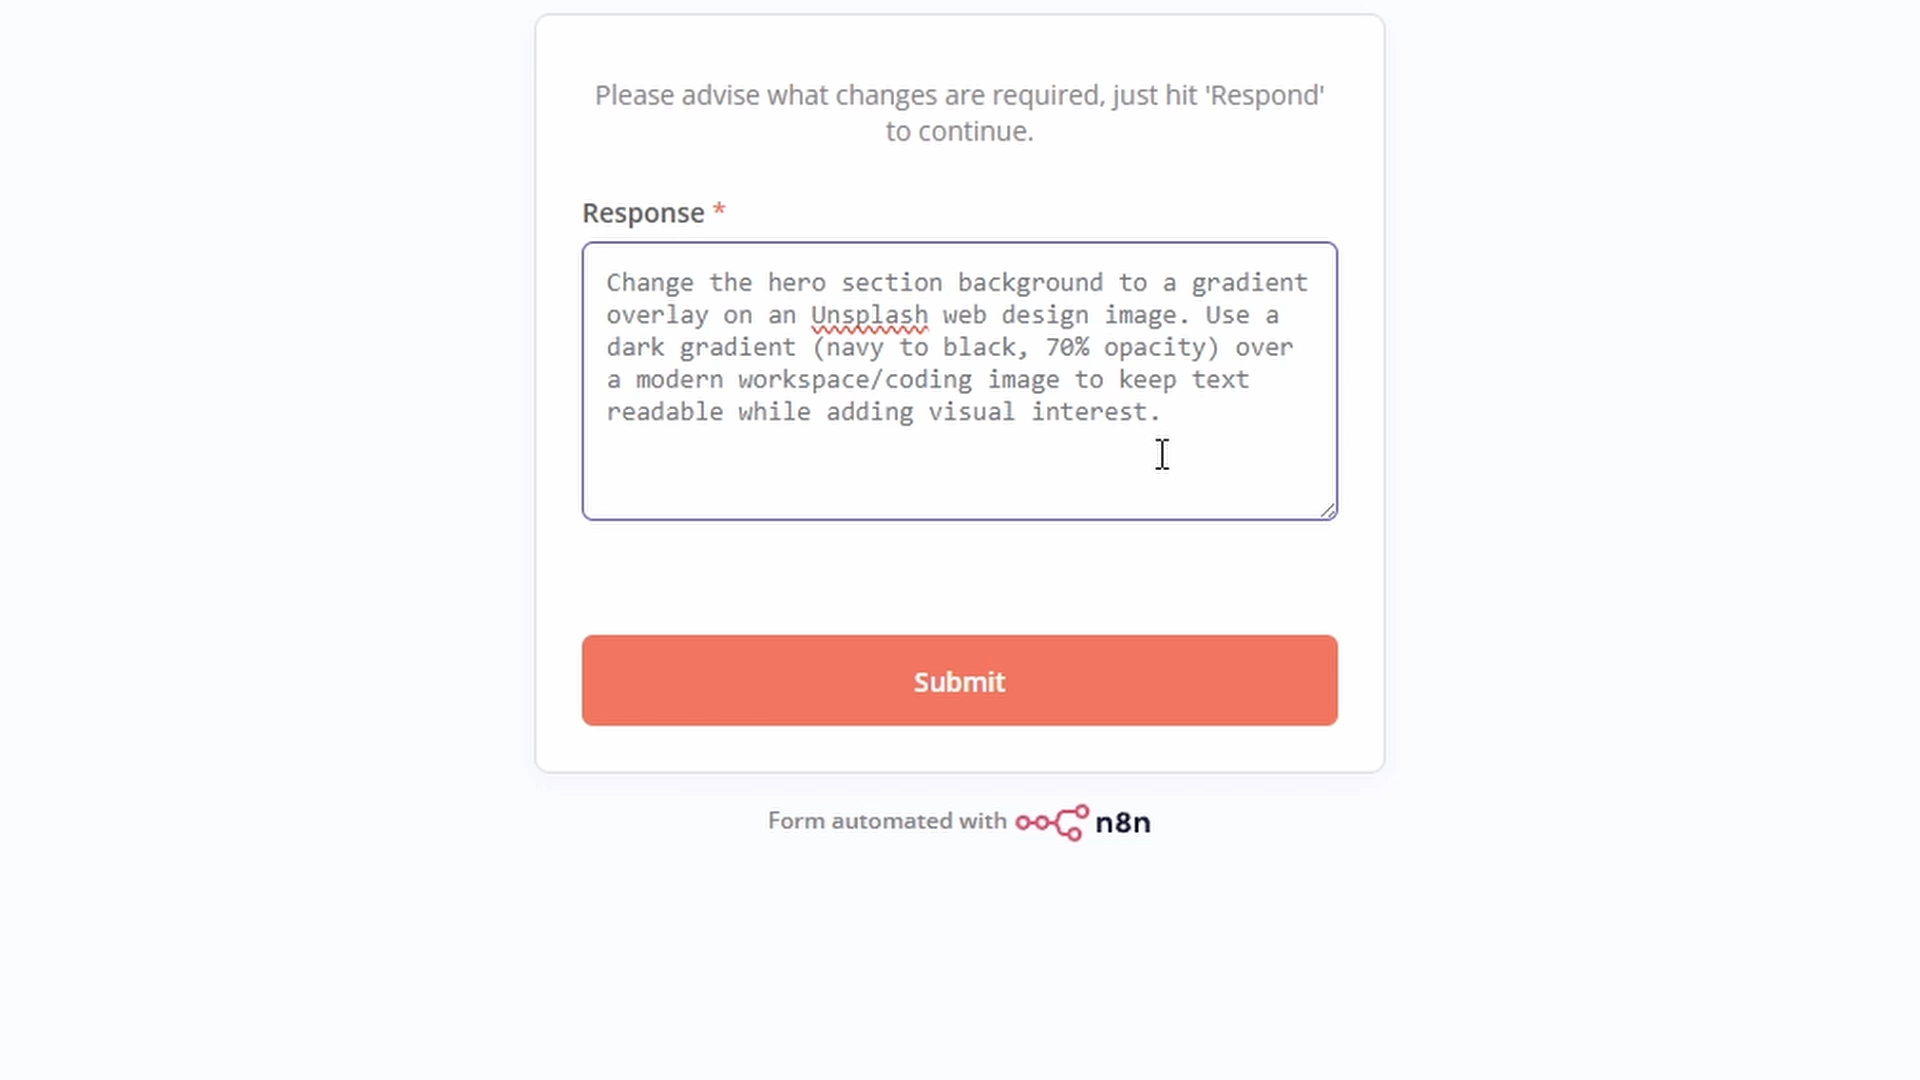 Please advise what changes are required, just hit 'Respond'
to continue.
Response *
Change the hero section background to a gradient
overlay on an Unsplash web design image. Use a
dark gradient (navy to black, 70% opacity) over
a modern workspace/coding image to keep text
readable while adding visual interest.
Submit
Form automated with n8n